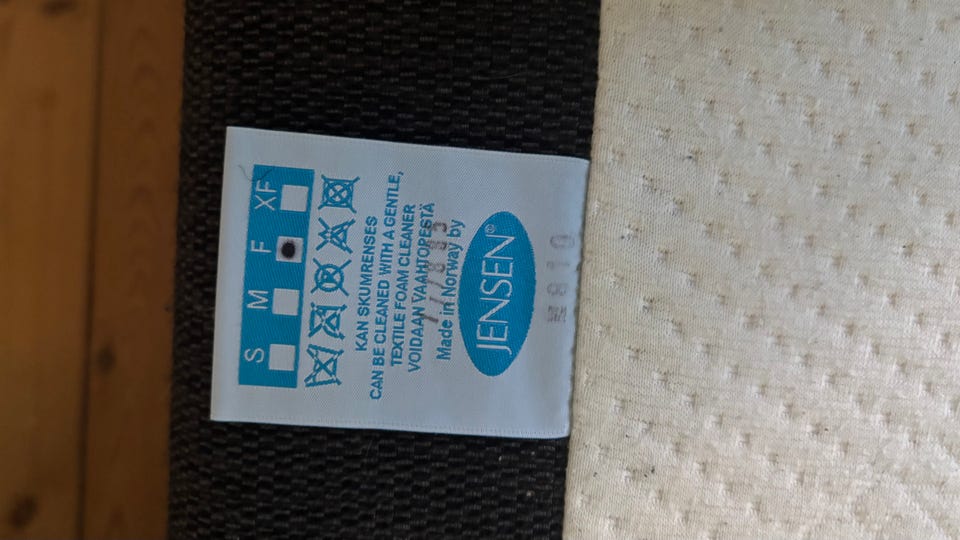 S M F XF
KAN SKUMRENSES
CAN BE CLEANED WITH A GENTLE,
TEXTILE FOAM CLEANER
VOIDAAN VAAHTOPESTÄ
Made in Norway by
JENSEN®